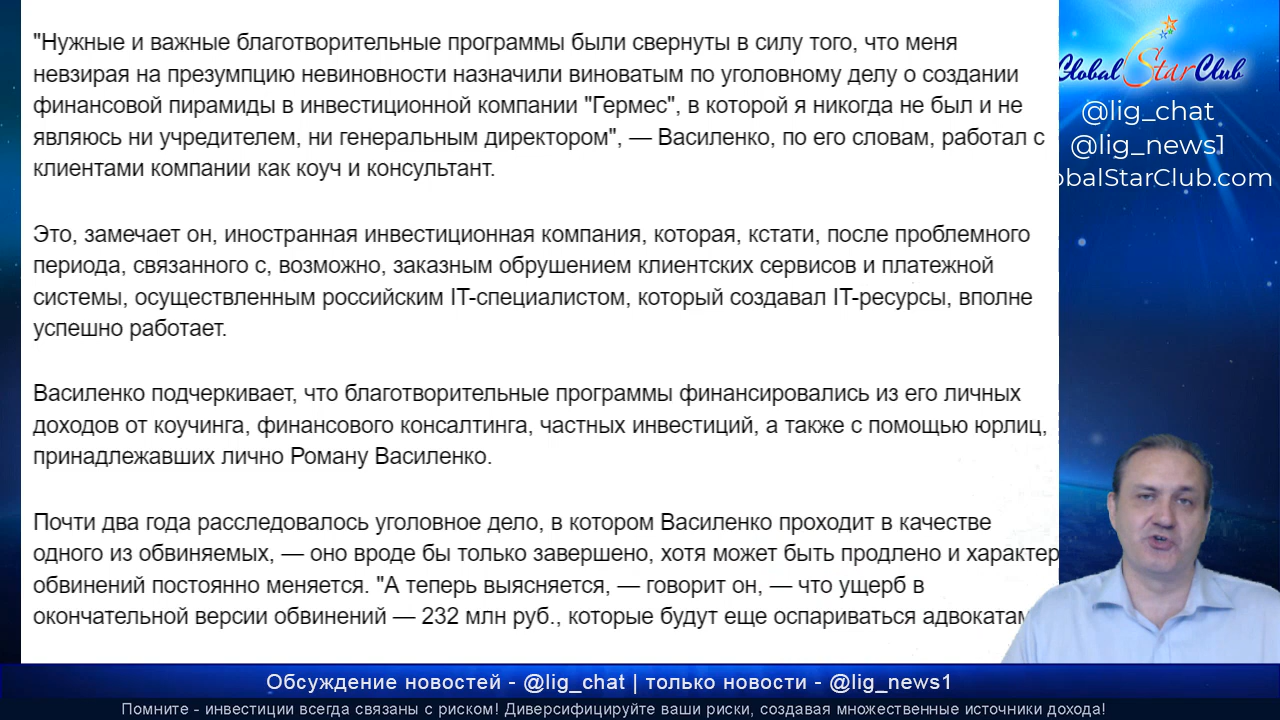 "Нужные и важные благотворительные программы были свернуты в силу того, что меня
невзирая на презумпцию невиновности назначили виноватым по уголовному делу о создании
финансовой пирамиды в инвестиционной компании "Гермес", в которой я никогда не был и не
являюсь ни учредителем, ни генеральным директором", — Василенко, по его словам, работал с
клиентами компании как коуч и консультант.
Это, замечает он, иностранная инвестиционная компания, которая, кстати, после проблемного
периода, связанного с, возможно, заказным обрушением клиентских сервисов и платежной
системы, осуществленным российским IT-специалистом, который создавал IT-ресурсы, вполне
успешно работает.
Василенко подчеркивает, что благотворительные программы финансировались из его личных
доходов от коучинга, финансового консалтинга, частных инвестиций, а также с помощью юрлиц,
принадлежавших лично Роману Василенко.
Почти два года расследовалось уголовное дело, в котором Василенко проходит в качестве
одного из обвиняемых, — оно вроде бы только завершено, хотя может быть продлено и характер
обвинений постоянно меняется. "А теперь выясняется, — говорит он, — что ущерб в
окончательной версии обвинений — 232 млн руб., которые будут еще оспариваться адвокатам
Global Star Club
@lig_chat
@lig_news1
obalStarClub.com
Обсуждение новостей - @lig_chat | только новости - @lig_news1
Помните - инвестиции всегда связаны с риском! Диверсифицируйте ваши риски, создавая множественные источники дохода!